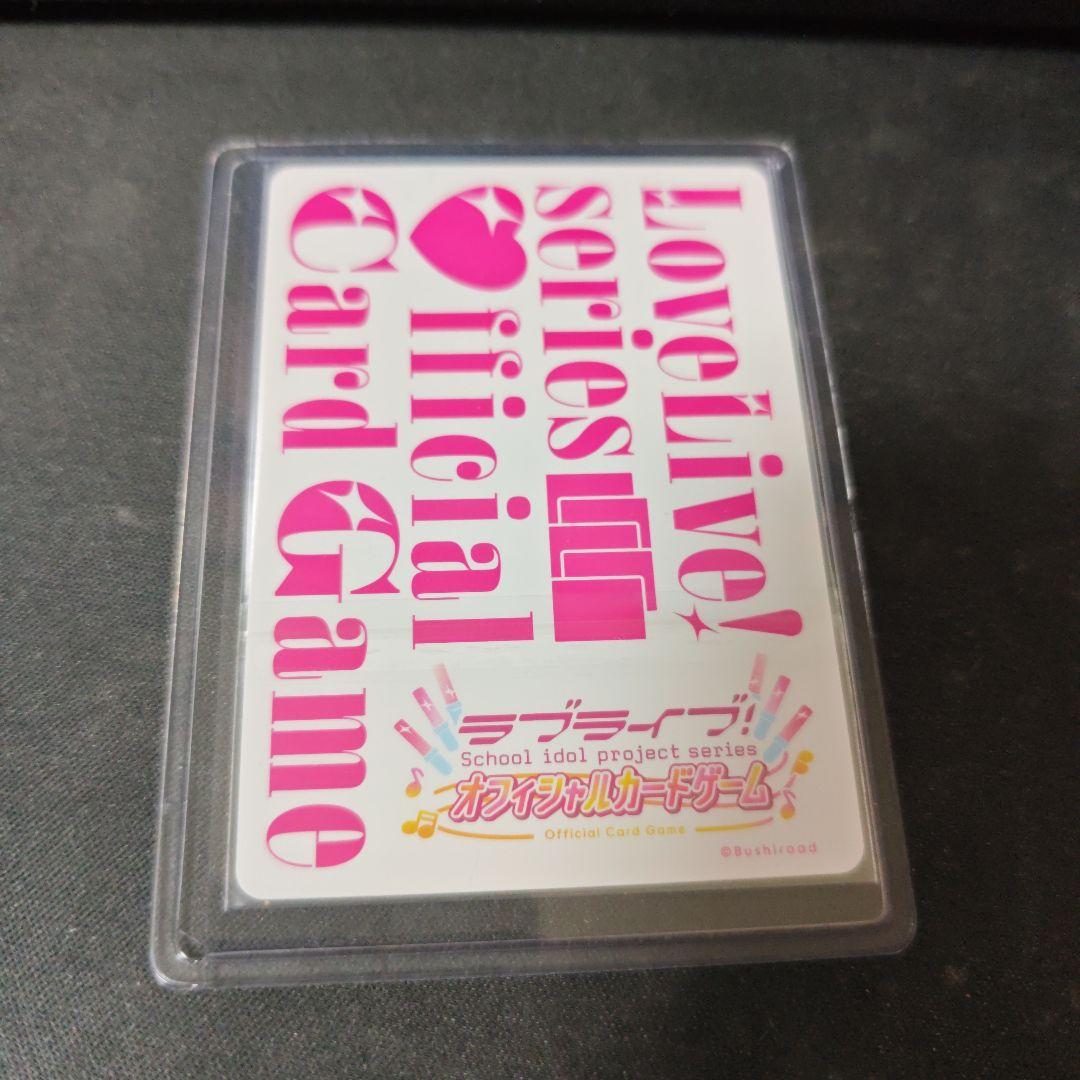 LoveLive!
series
Official
Card Game
ラブライブ!
School idol project series
オフィシャルカードゲーム
Official Card Game
©Bushiroad